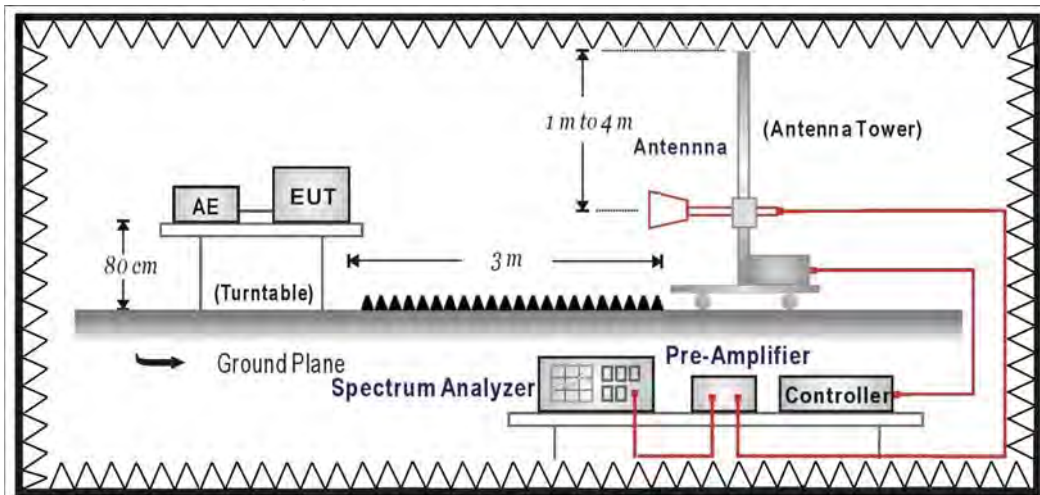 1 m to 4 m
(Antenna Tower)
Antennna
AE
EUT
80 cm
3 m
(Turntable)
Ground Plane
Pre-Amplifier
Spectrum Analyzer
Controller